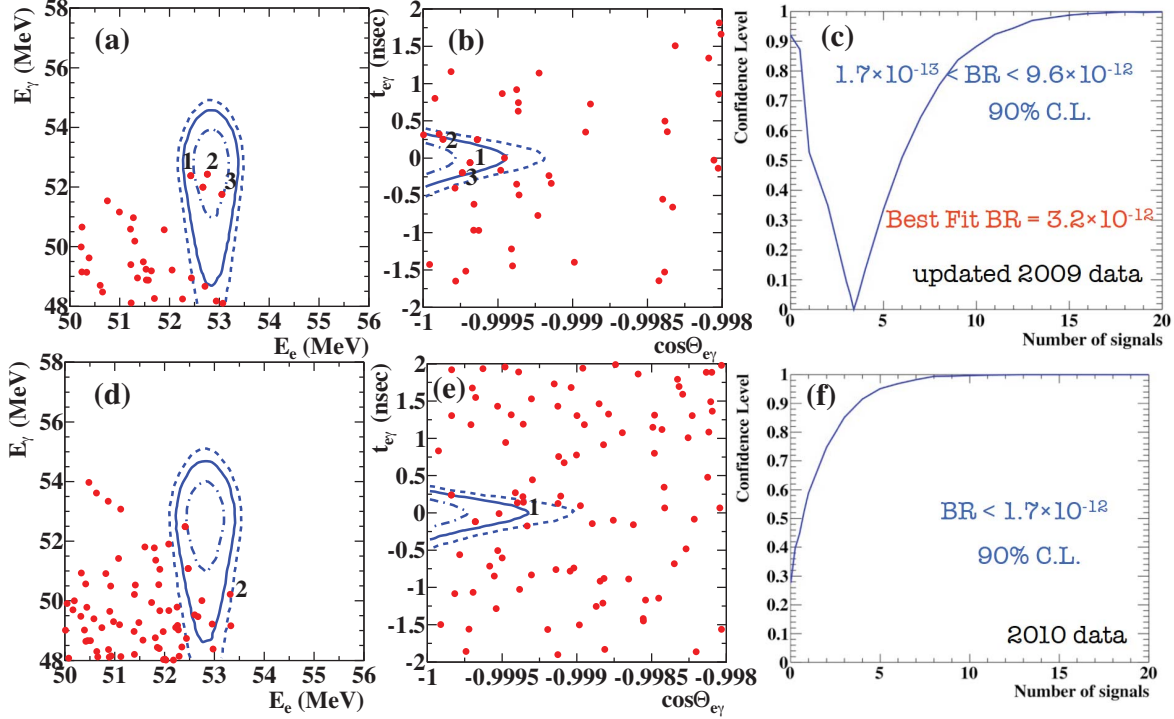 (a)
E_γ (MeV)
58
56
54
52
50
48
1
2
3
50 51 52 53 54 55 56
E_e (MeV)
(b)
t_eγ (nsec)
2
1.5
1
0.5
0
-0.5
-1
-1.5
-2
2
1
3
-1 -0.9995 -0.999 -0.9985 -0.998
cosΘ_eγ
(c)
Confidence Level
1
0.9
0.8
0.7
0.6
0.5
0.4
0.3
0.2
0.1
0
1.7×10⁻¹³ < BR < 9.6×10⁻¹²
90% C.L.
Best Fit BR = 3.2×10⁻¹²
updated 2009 data
0 5 10 15 20
Number of signals
(d)
E_γ (MeV)
58
56
54
52
50
48
2
50 51 52 53 54 55 56
E_e (MeV)
(e)
t_eγ (nsec)
2
1.5
1
0.5
0
-0.5
-1
-1.5
-2
1
-1 -0.9995 -0.999 -0.9985 -0.998
cosΘ_eγ
(f)
Confidence Level
1
0.9
0.8
0.7
0.6
0.5
0.4
0.3
0.2
0.1
0
BR < 1.7×10⁻¹²
90% C.L.
2010 data
0 5 10 15 20
Number of signals